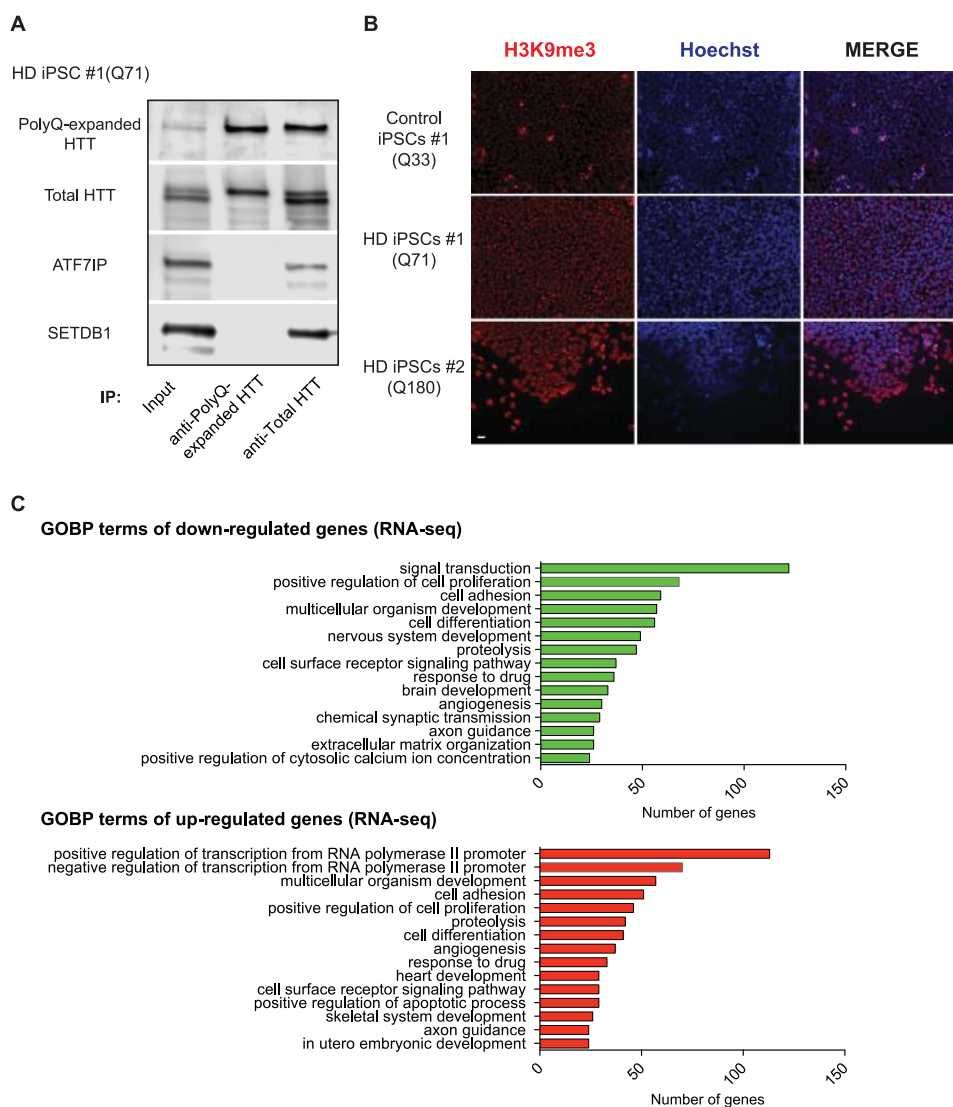 A
HD iPSC #1(Q71)
PolyQ-expanded
HTT
Total HTT
ATF7IP
SETDB1
IP:
Input
anti-PolyQ-
expanded HTT
anti-Total HTT
B
H3K9me3
Hoechst
MERGE
Control
iPSCs #1
(Q33)
HD iPSCs #1
(Q71)
HD iPSCs #2
(Q180)
C
GOBP terms of down-regulated genes (RNA-seq)
signal transduction
positive regulation of cell proliferation
cell adhesion
multicellular organism development
cell differentiation
nervous system development
proteolysis
cell surface receptor signaling pathway
response to drug
brain development
angiogenesis
chemical synaptic transmission
axon guidance
extracellular matrix organization
positive regulation of cytosolic calcium ion concentration
0 50 100 150
Number of genes
GOBP terms of up-regulated genes (RNA-seq)
positive regulation of transcription from RNA polymerase II promoter
negative regulation of transcription from RNA polymerase II promoter
multicellular organism development
cell adhesion
positive regulation of cell proliferation
proteolysis
cell differentiation
angiogenesis
response to drug
heart development
cell surface receptor signaling pathway
positive regulation of apoptotic process
skeletal system development
axon guidance
in utero embryonic development
0 50 100 150
Number of genes